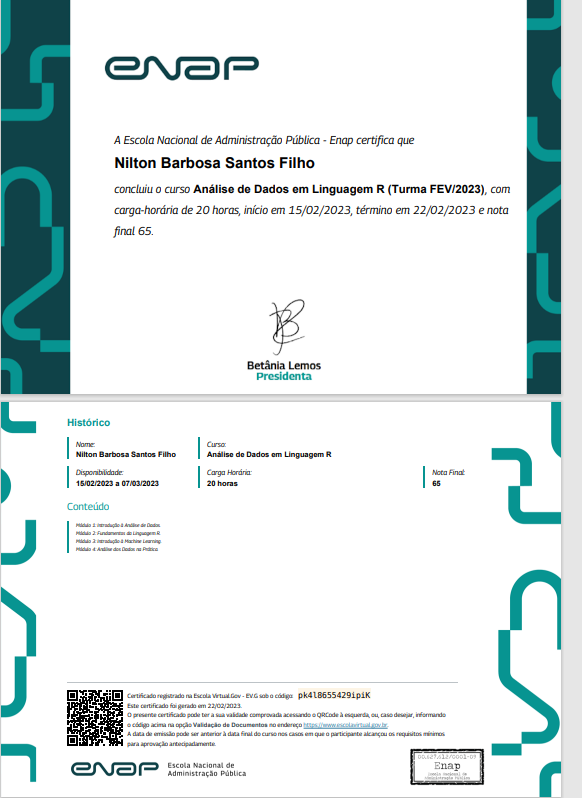 enap
A Escola Nacional de Administração Pública - Enap certifica que
Nilton Barbosa Santos Filho
concluiu o curso Análise de Dados em Linguagem R (Turma FEV/2023), com
carga-horária de 20 horas, início em 15/02/2023, término em 22/02/2023 e nota
final 65.
Betânia Lemos
Presidenta
Histórico
Nome:
Nilton Barbosa Santos Filho
Curso:
Análise de Dados em Linguagem R
Disponibilidade:
15/02/2023 a 07/03/2023
Carga Horária:
20 horas
Nota Final:
65
Conteúdo
Módulo 1: Introdução à Análise de Dados
Módulo 2: Fundamentos da Linguagem R
Módulo 3: Introdução à Machine Learning
Módulo 4: Análise dos Dados na Prática
Certificado registrado na Escola Virtual.Gov - EV.G sob o código: pk4l8655429ipiK
Este certificado foi gerado em 22/02/2023.
O presente certificado pode ter a sua validade comprovada acessando o QRCode à esquerda, ou, caso desejar, informando
o código acima na opção Validação de Documentos no endereço https://www.escolavirtual.gov.br.
A data de emissão pode ser anterior à data final do curso nos casos em que o participante alcançou os requisitos mínimos
para aprovação antecipadamente.
enap
Escola Nacional de
Administração Pública
Enap
Escola Nacional de
Administração Pública